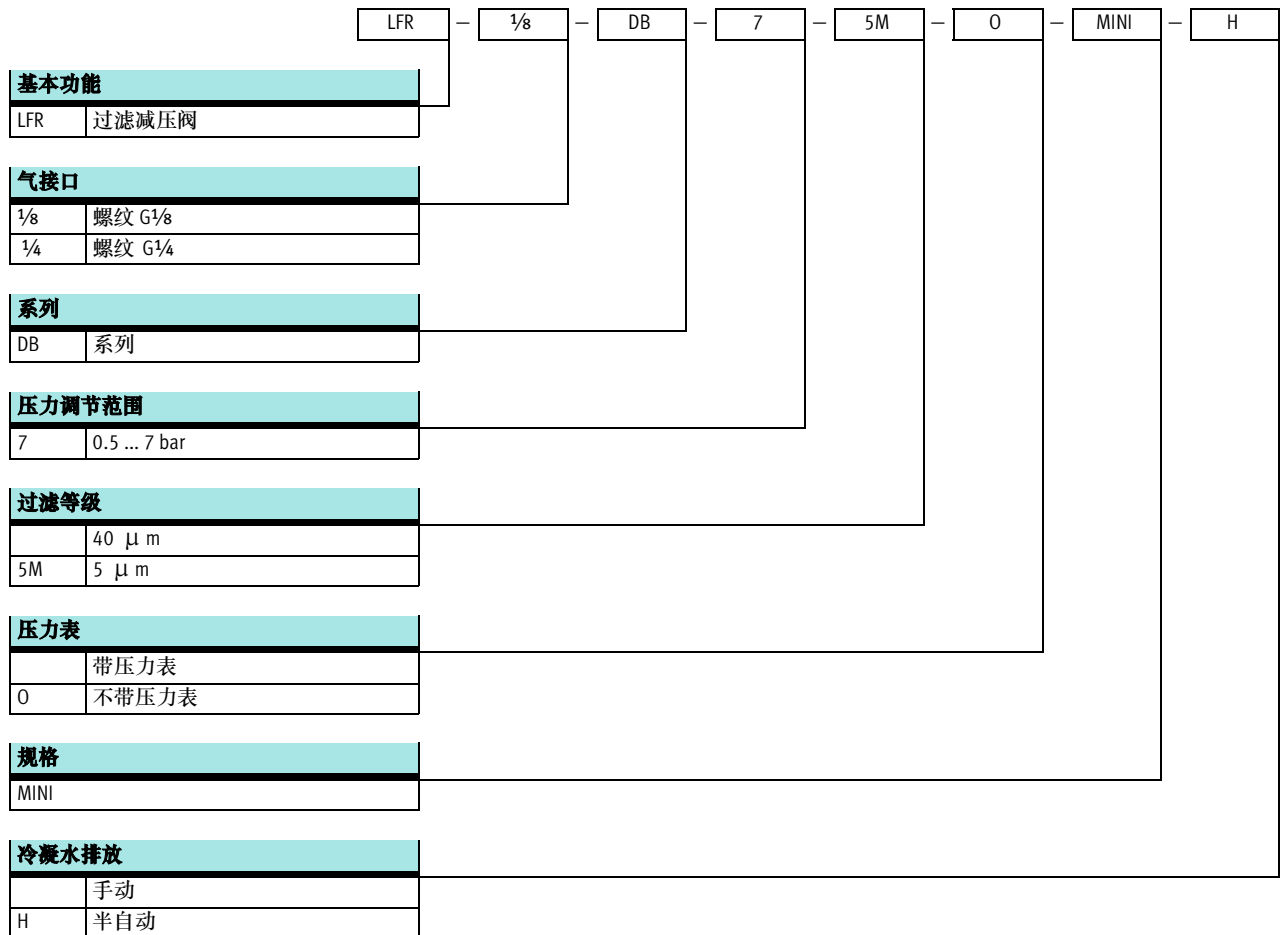 LFR – ⅛ – DB – 7 – 5M – O – MINI – H
基本功能
LFR 过滤减压阀
气接口
⅛ 螺纹 G⅛
¼ 螺纹 G¼
系列
DB 系列
压力调节范围
7 0.5 ... 7 bar
过滤等级
40 μm
5M 5 μm
压力表
带压力表
O 不带压力表
规格
MINI
冷凝水排放
手动
H 半自动